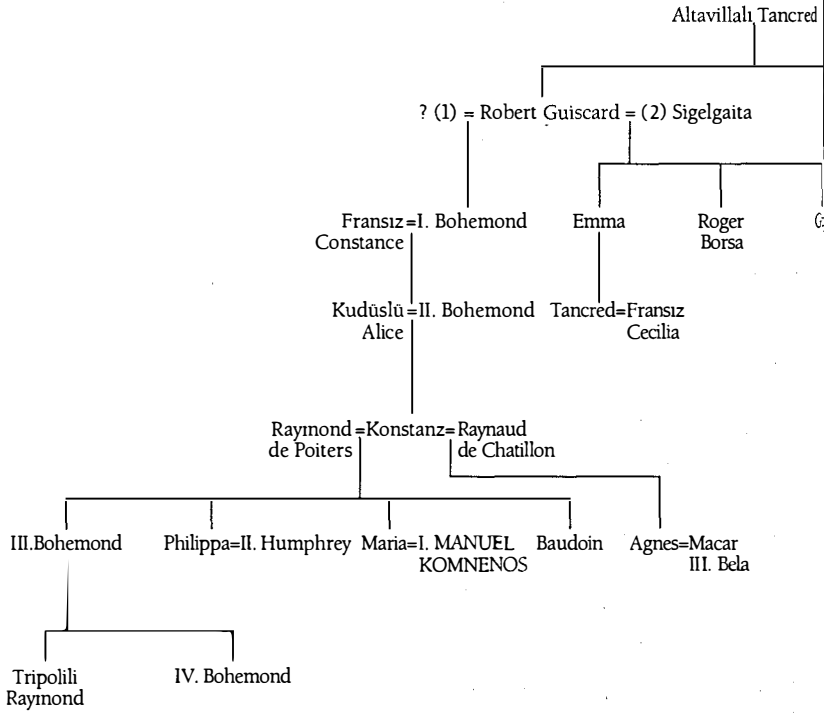 Altavillalı Tancred
? (1) = Robert Guiscard = (2) Sigelgaita
Fransız=I. Bohemond
Constance
Emma
Roger
Borsa
Kudüslü=II. Bohemond
Alice
Tancred=Fransız
Cecilia
Raymond=Konstanz=Raynaud
de Poiters
de Chatillon
III.Bohemond
Philippa=II. Humphrey
Maria=I. MANUEL
KOMNENOS
Baudoin
Agnes=Macar
III. Bela
Tripolili
Raymond
IV. Bohemond